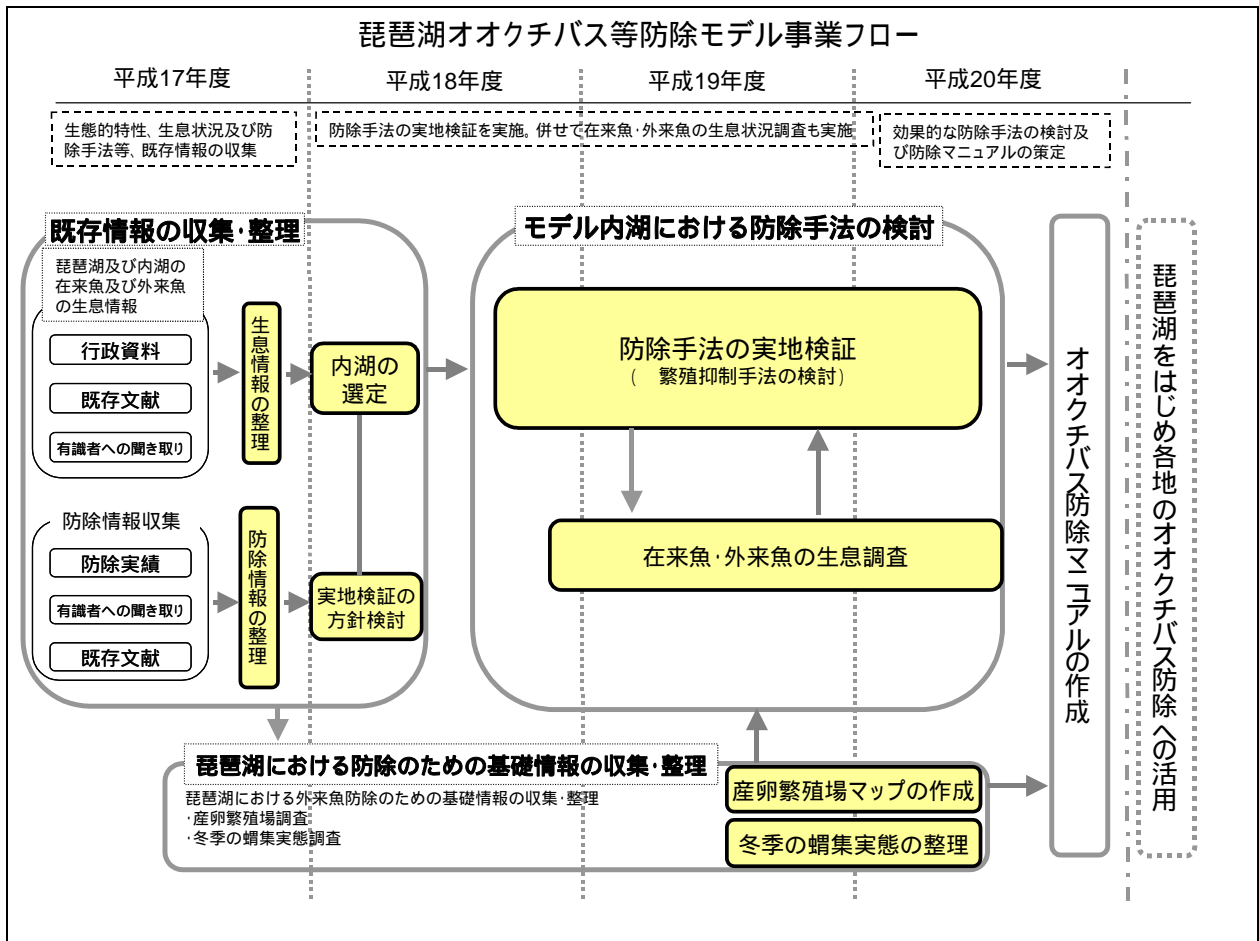 琵琶湖オオクチバス等防除モデル事業フロー
平成17年度
平成18年度
平成19年度
平成20年度
生態的特性、生息状況及び防
除手法等、既存情報の収集
防除手法の実地検証を実施。併せて在来魚・外来魚の生息状況調査も実施
効果的な防除手法の検討及
び防除マニュアルの策定
既存情報の収集・整理
琵琶湖及び内湖の
在来魚及び外来魚
の生息情報
行政資料
既存文献
有識者への聞き取り
生息情報の整理
内湖の
選定
防除情報収集
防除実績
有識者への聞き取り
既存文献
防除情報の整理
実地検証の
方針検討
モデル内湖における防除手法の検討
防除手法の実地検証
( 繁殖抑制手法の検討)
在来魚・外来魚の生息調査
琵琶湖における防除のための基礎情報の収集・整理
琵琶湖における外来魚防除のための基礎情報の収集・整理
・産卵繁殖場調査
・冬季の蝟集実態調査
産卵繁殖場マップの作成
冬季の蝟集実態の整理
オオクチバス防除マニュアルの作成
琵琶湖をはじめ各地のオオクチバス防除への活用